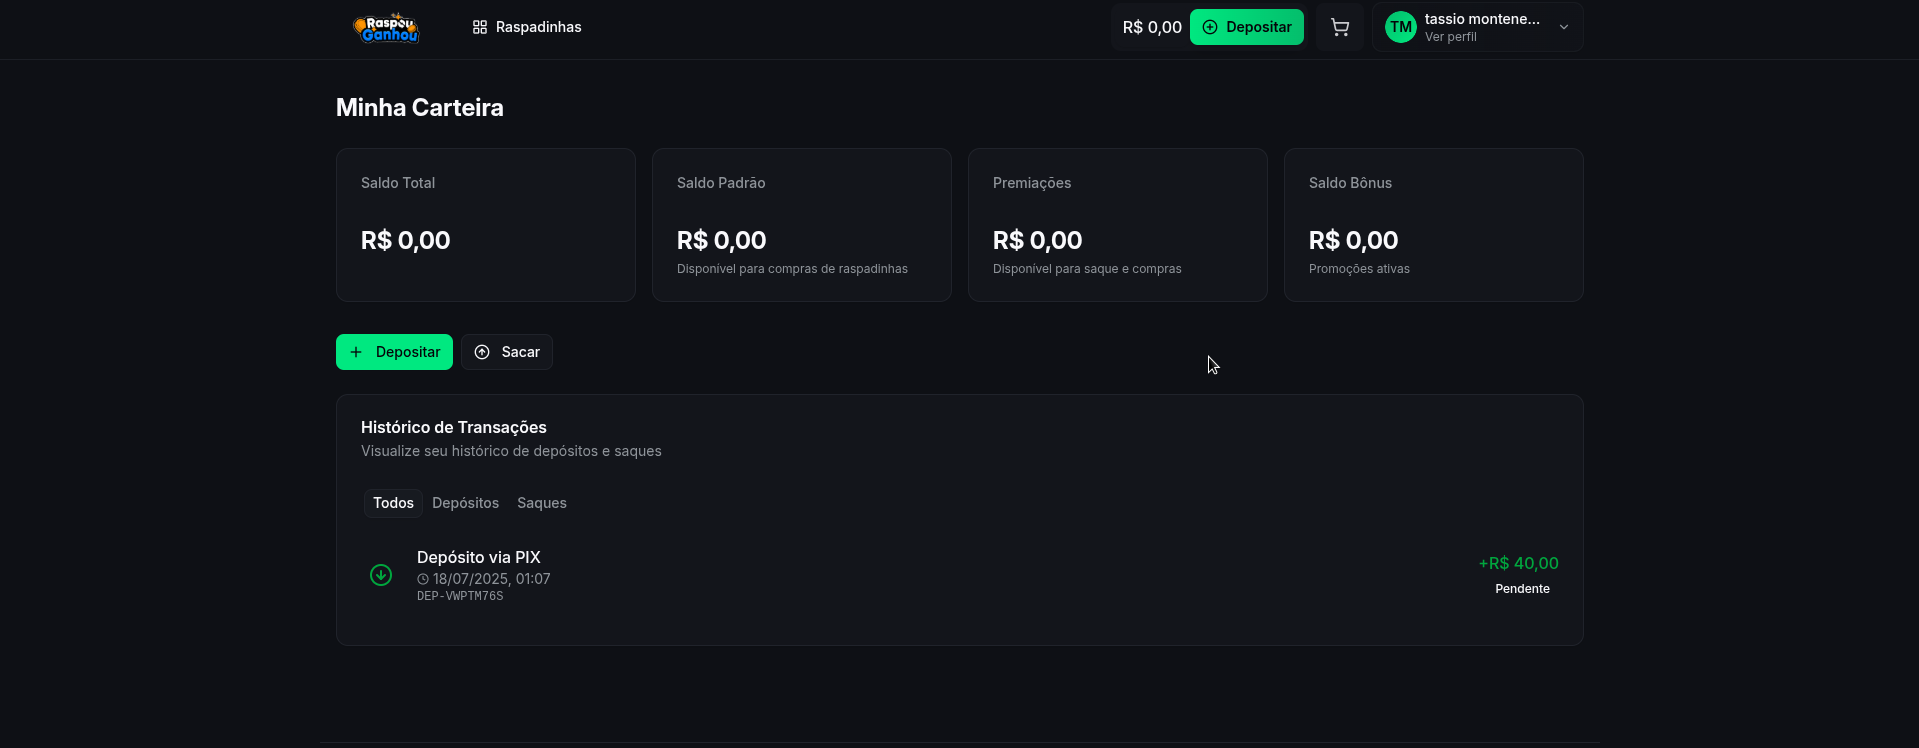 Raspou
Ganhou
Raspadinhas
R$ 0,00
Depositar
TM
tassio montene...
Ver perfil
Minha Carteira
Saldo Total
R$ 0,00
Saldo Padrão
R$ 0,00
Disponível para compras de raspadinhas
Premiações
R$ 0,00
Disponível para saque e compras
Saldo Bônus
R$ 0,00
Promoções ativas
Depositar
Sacar
Histórico de Transações
Visualize seu histórico de depósitos e saques
Todos Depósitos Saques
Depósito via PIX
18/07/2025, 01:07
DEP-VWPTM76S
+R$ 40,00
Pendente